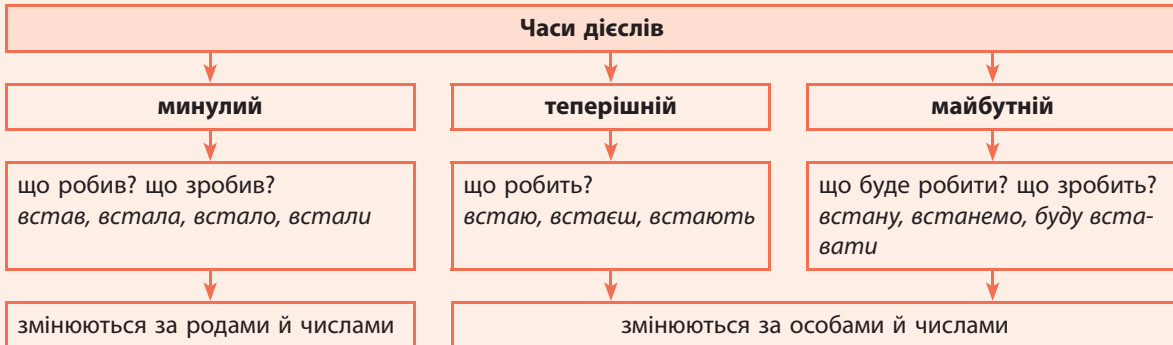 Часи дієслів
минулий
теперішній
майбутній
що робив? що зробив?
встав, встала, встало, встали
що робить?
встаю, встаєш, встають
що буде робити? що зробить?
встану, встанемо, буду вста-
вати
змінюються за родами й числами
змінюються за особами й числами